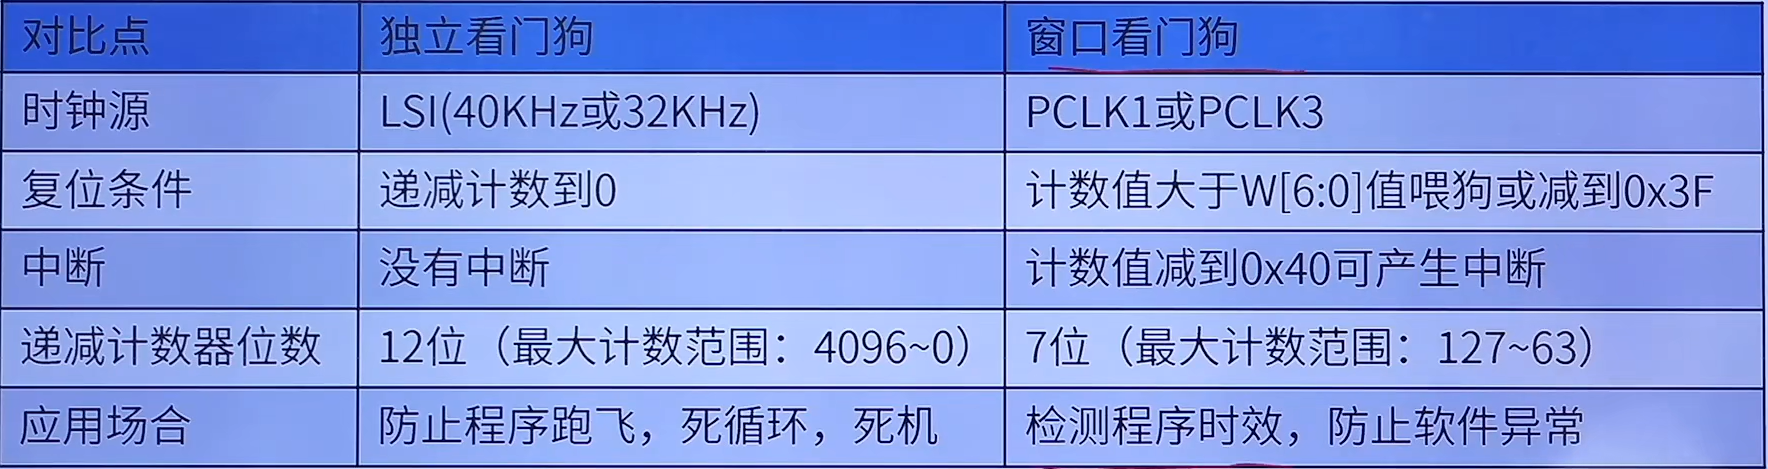 对比点 独立看门狗 窗口看门狗
时钟源 LSI(40KHz或32KHz) PCLK1或PCLK3
复位条件 递减计数到0 计数值大于W[6:0]值喂狗或减到0x3F
中断 没有中断 计数值减到0x40可产生中断
递减计数器位数 12位（最大计数范围：4096~0） 7位（最大计数范围：127~63）
应用场合 防止程序跑飞，死循环，死机 检测程序时效，防止软件异常